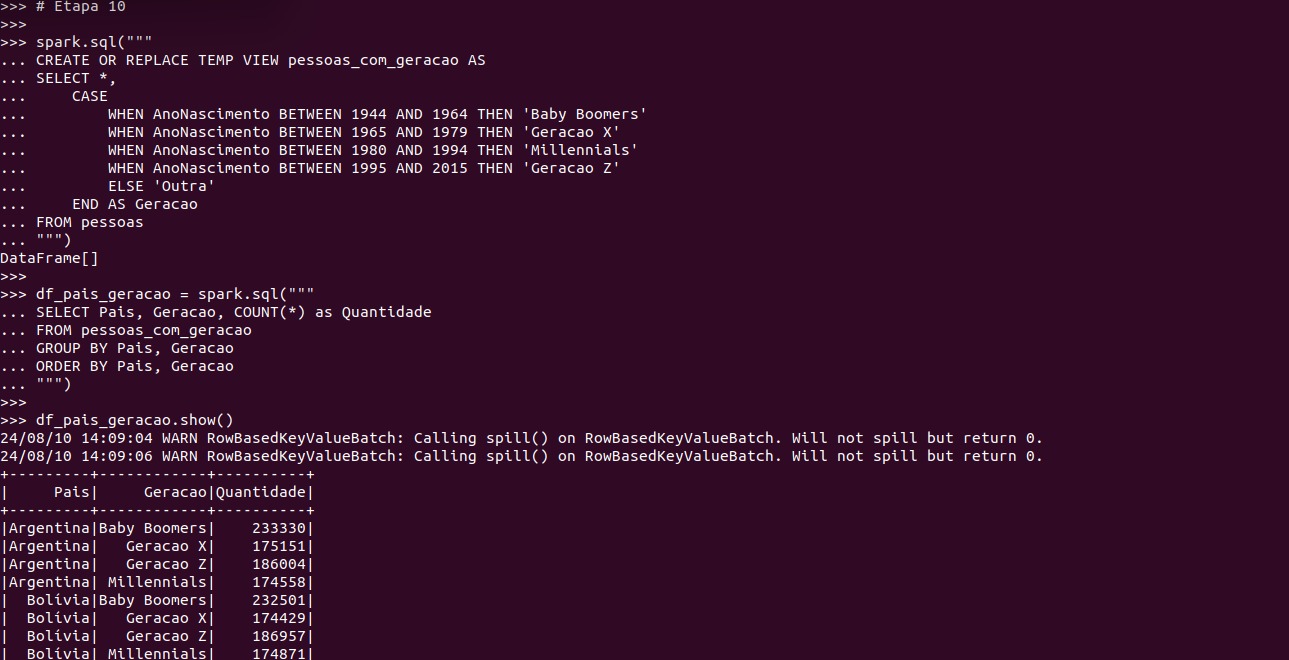 >>> # Etapa 10
>>>
>>> spark.sql("""
... CREATE OR REPLACE TEMP VIEW pessoas_com_geracao AS
... SELECT *,
...     CASE
...         WHEN AnoNascimento BETWEEN 1944 AND 1964 THEN 'Baby Boomers'
...         WHEN AnoNascimento BETWEEN 1965 AND 1979 THEN 'Geracao X'
...         WHEN AnoNascimento BETWEEN 1980 AND 1994 THEN 'Millennials'
...         WHEN AnoNascimento BETWEEN 1995 AND 2015 THEN 'Geracao Z'
...         ELSE 'Outra'
...     END AS Geracao
... FROM pessoas
... """)
DataFrame[]
>>>
>>> df_pais_geracao = spark.sql("""
... SELECT Pais, Geracao, COUNT(*) as Quantidade
... FROM pessoas_com_geracao
... GROUP BY Pais, Geracao
... ORDER BY Pais, Geracao
... """)
>>>
>>> df_pais_geracao.show()
24/08/10 14:09:04 WARN RowBasedKeyValueBatch: Calling spill() on RowBasedKeyValueBatch. Will not spill but return 0.
24/08/10 14:09:06 WARN RowBasedKeyValueBatch: Calling spill() on RowBasedKeyValueBatch. Will not spill but return 0.
+---------+------------+----------+
|     Pais|     Geracao|Quantidade|
+---------+------------+----------+
|Argentina|Baby Boomers|    233330|
|Argentina|   Geracao X|    175151|
|Argentina|   Geracao Z|    186004|
|Argentina| Millennials|    174558|
|  Bolívia|Baby Boomers|    232501|
|  Bolívia|   Geracao X|    174429|
|  Bolívia|   Geracao Z|    186957|
|  Bolívia| Millennials|    174871|